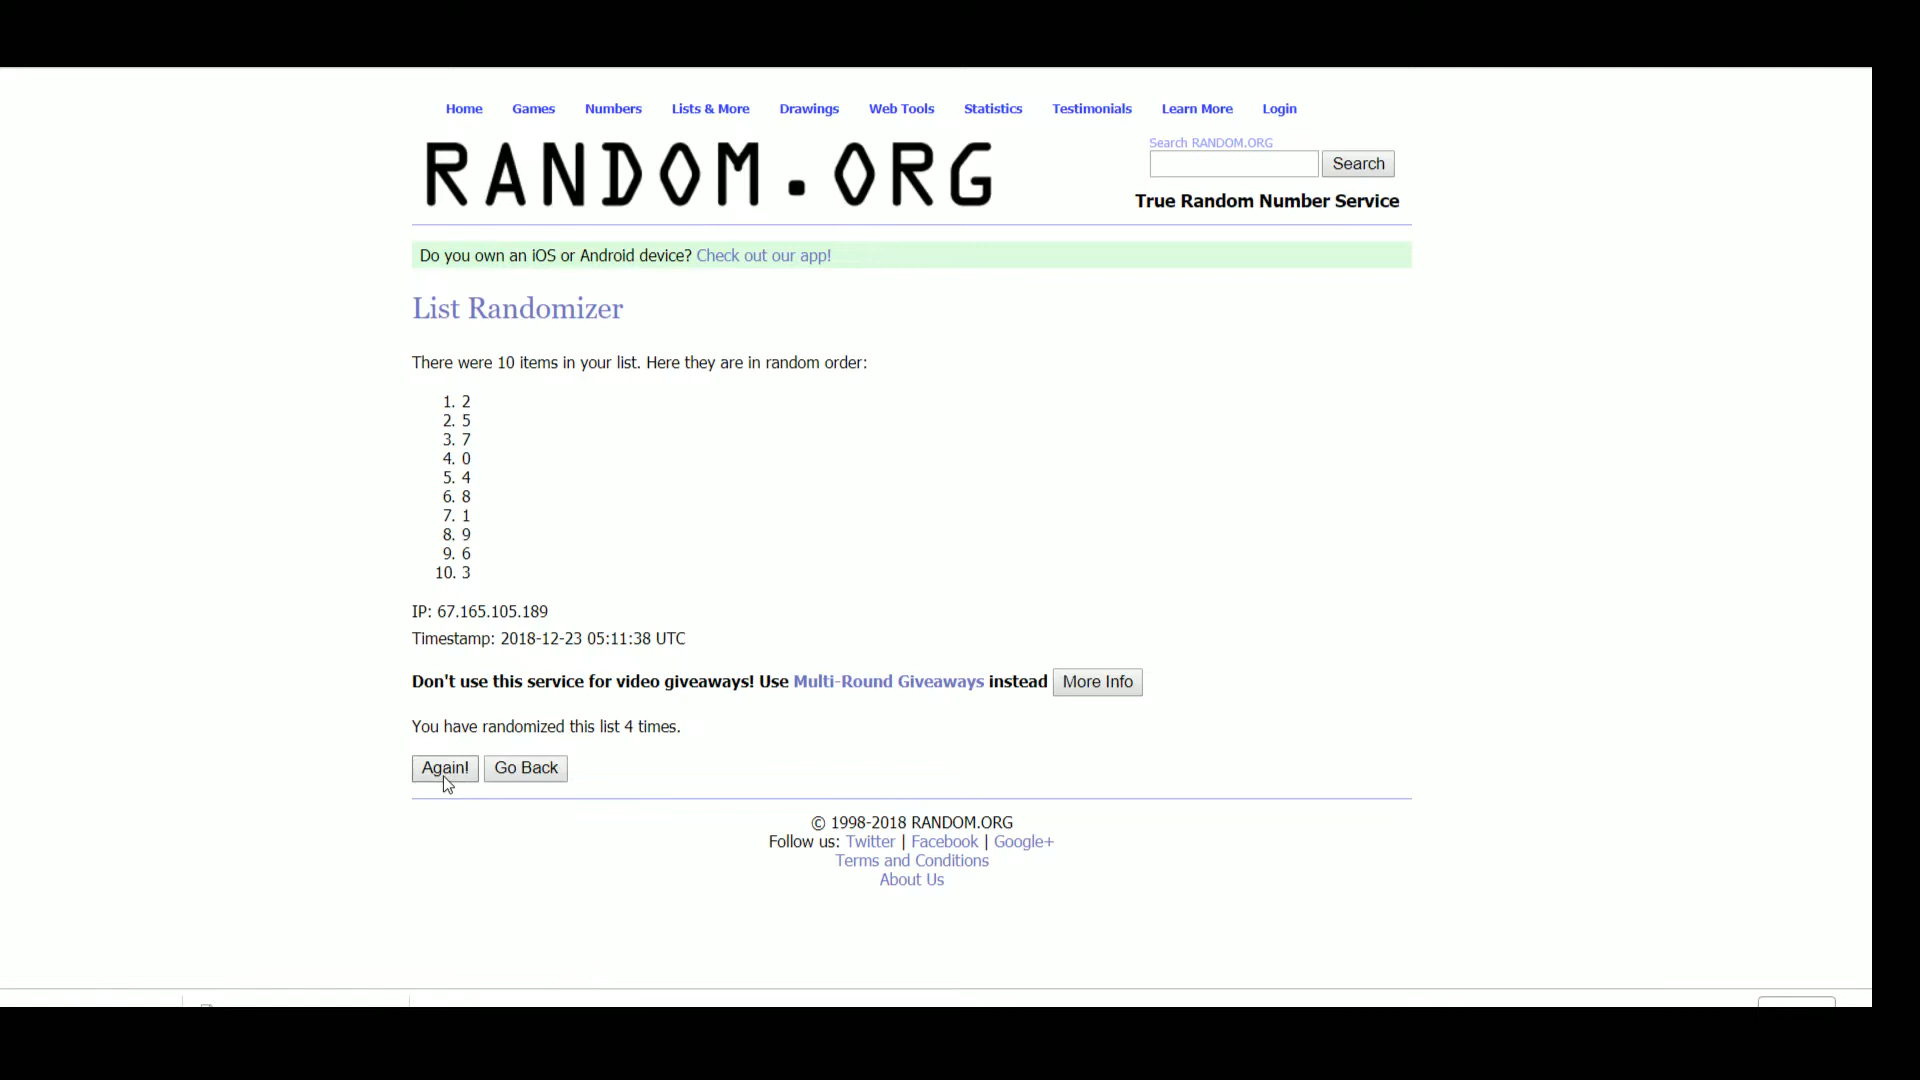 Home Games Numbers Lists & More Drawings Web Tools Statistics Testimonials Learn More Login
RANDOM.ORG
Search RANDOM.ORG
Search
True Random Number Service
Do you own an iOS or Android device? Check out our app!
List Randomizer
There were 10 items in your list. Here they are in random order:
1. 2
2. 5
3. 7
4. 0
5. 4
6. 8
7. 1
8. 9
9. 6
10. 3
IP: 67.165.105.189
Timestamp: 2018-12-23 05:11:38 UTC
Don't use this service for video giveaways! Use Multi-Round Giveaways instead More Info
You have randomized this list 4 times.
Again! Go Back
© 1998-2018 RANDOM.ORG
Follow us: Twitter | Facebook | Google+
Terms and Conditions
About Us